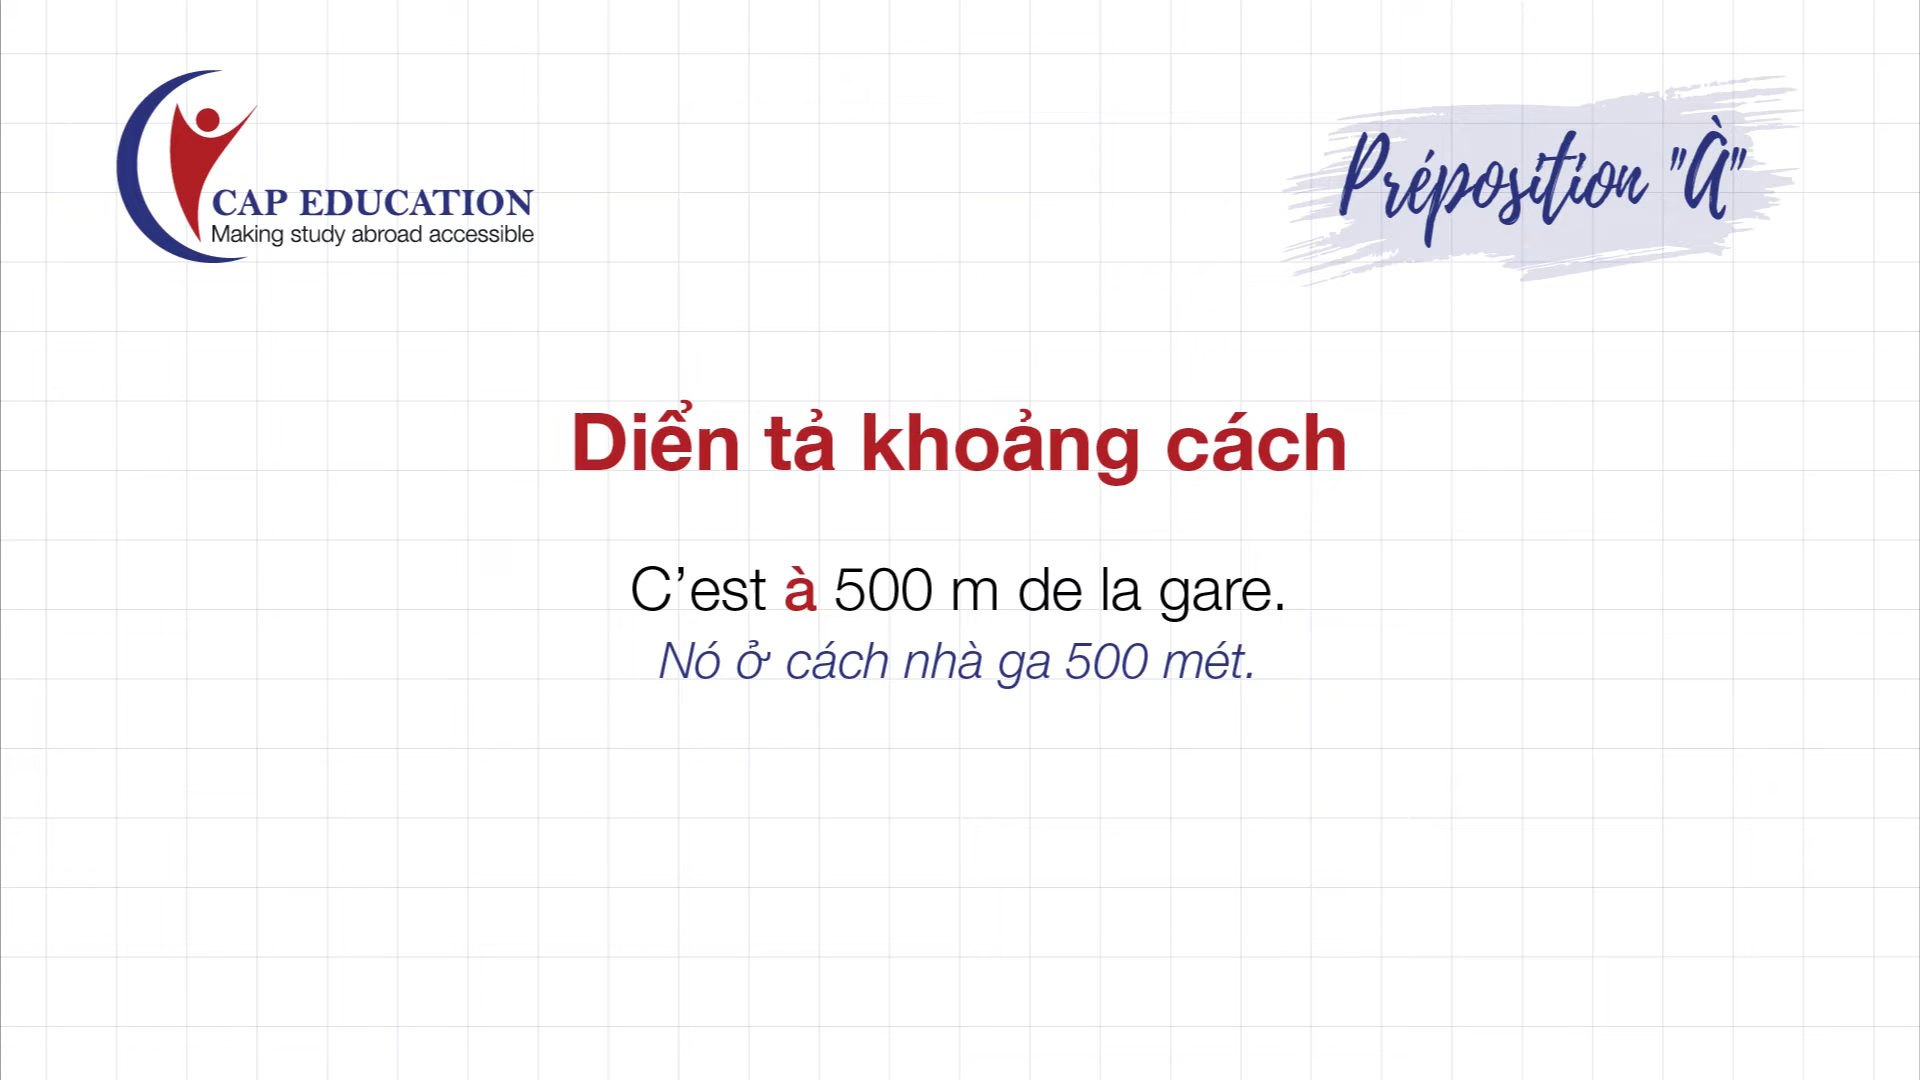 CAP EDUCATION
Making study abroad accessible
Préposition "À"
Diển tả khoảng cách
C’est à 500 m de la gare.
Nó ở cách nhà ga 500 mét.